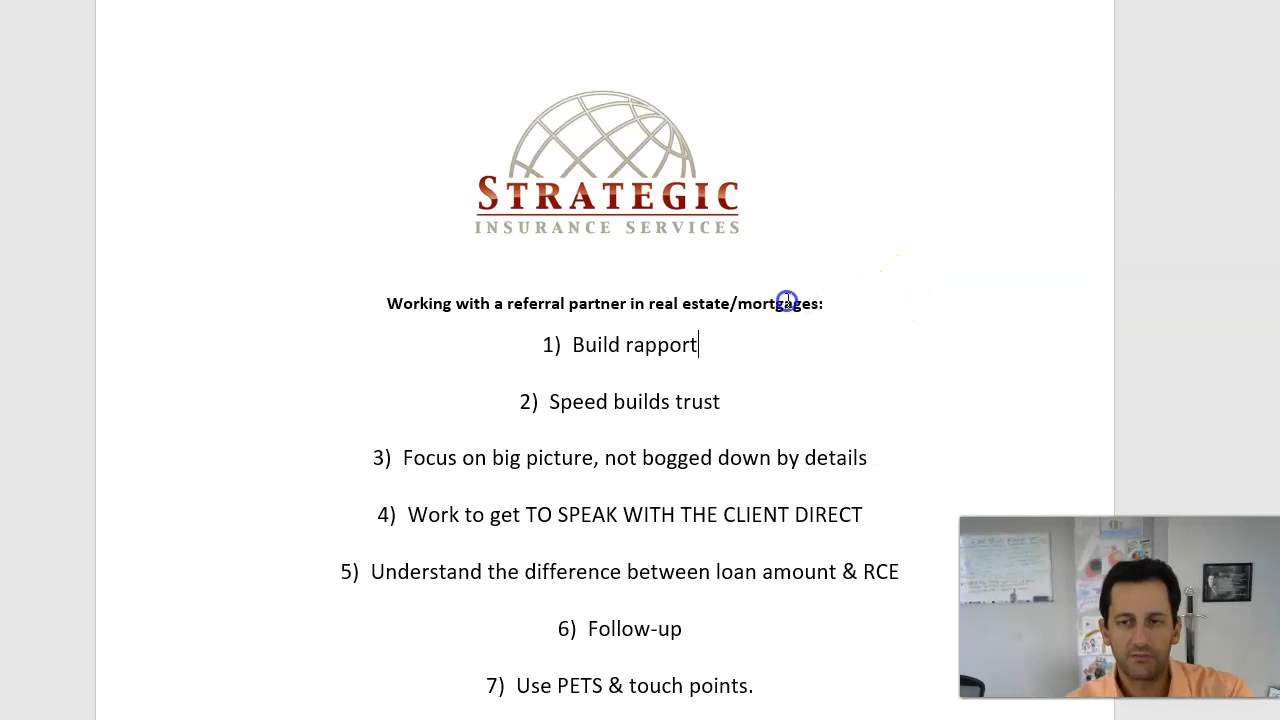 STRATEGIC
INSURANCE SERVICES
Working with a referral partner in real estate/mortgages:
1) Build rapport
2) Speed builds trust
3) Focus on big picture, not bogged down by details
4) Work to get TO SPEAK WITH THE CLIENT DIRECT
5) Understand the difference between loan amount & RCE
6) Follow-up
7) Use PETS & touch points.